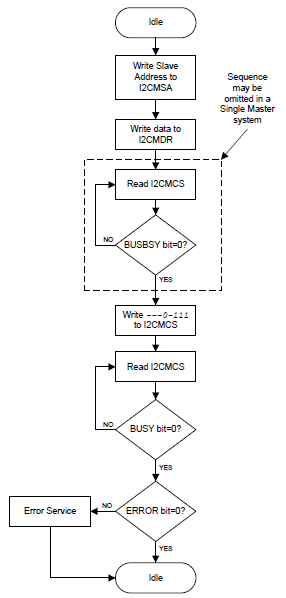 Idle
Write Slave
Address to
I2CMSA
Sequence
may be
omitted in a
Single Master
system
Write data to
I2CMDR
Read I2CMCS
BUSBSY bit=0?
NO
YES
Write ---0-111
to I2CMCS
Read I2CMCS
BUSY bit=0?
NO
YES
Error Service
NO
ERROR bit=0?
YES
Idle